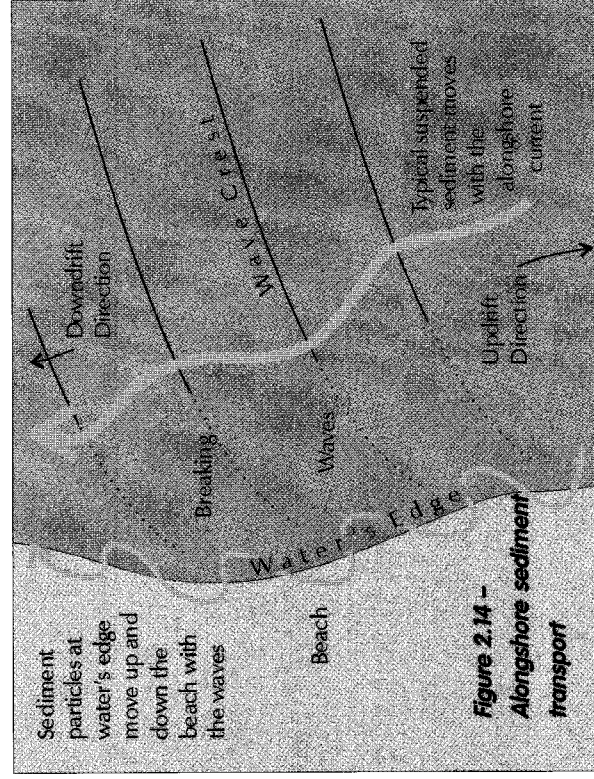 Sediment
particles at
water's edge
move up and
down the
beach with
the waves
Beach
Figure 2.14 –
Alongshore sediment
transport
Water's Edge
Breaking
Waves
Wave Crest
Downdrift
Direction
Updrift
Direction
Typical suspended
sediment moves
with the
alongshore
current